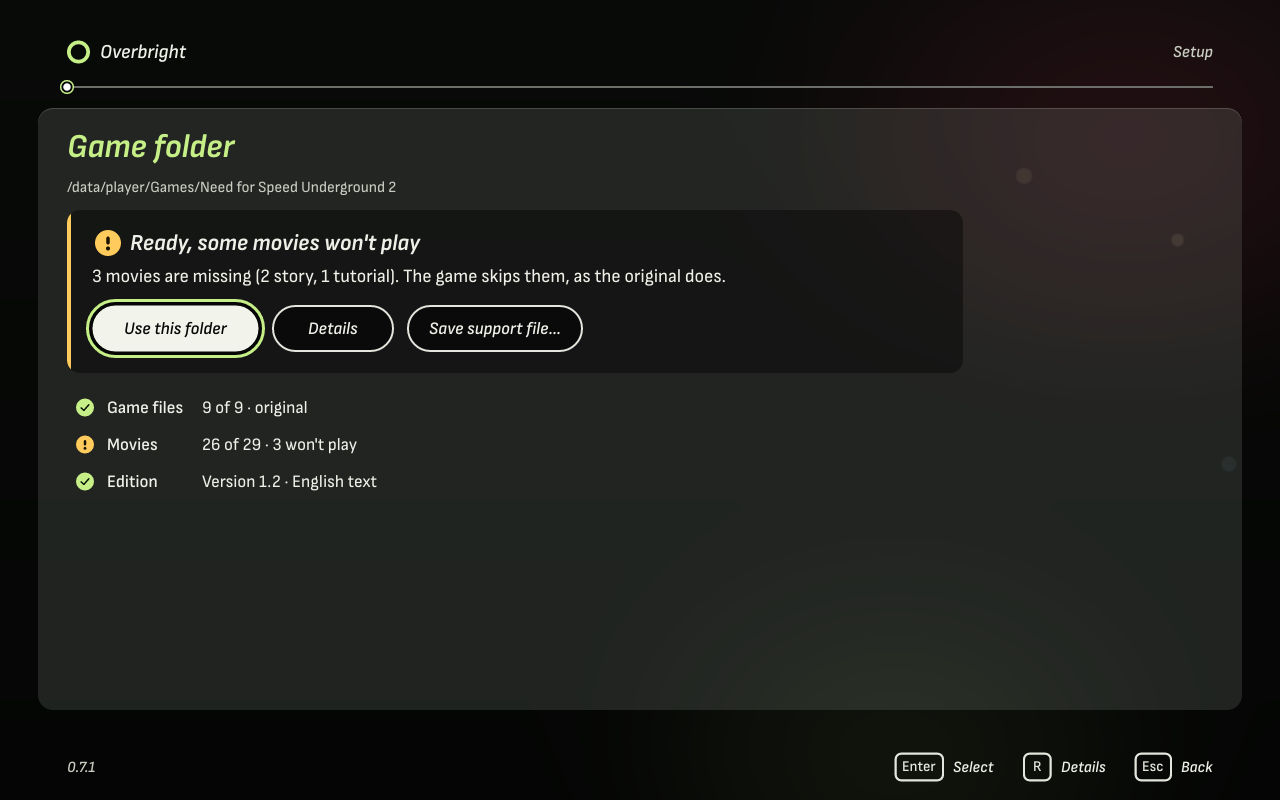 Overbright
Setup
Game folder
/data/player/Games/Need for Speed Underground 2
Ready, some movies won't play
3 movies are missing (2 story, 1 tutorial). The game skips them, as the original does.
Use this folder
Details
Save support file...
Game files 9 of 9 · original
Movies 26 of 29 · 3 won't play
Edition Version 1.2 · English text
0.7.1
Enter Select R Details Esc Back